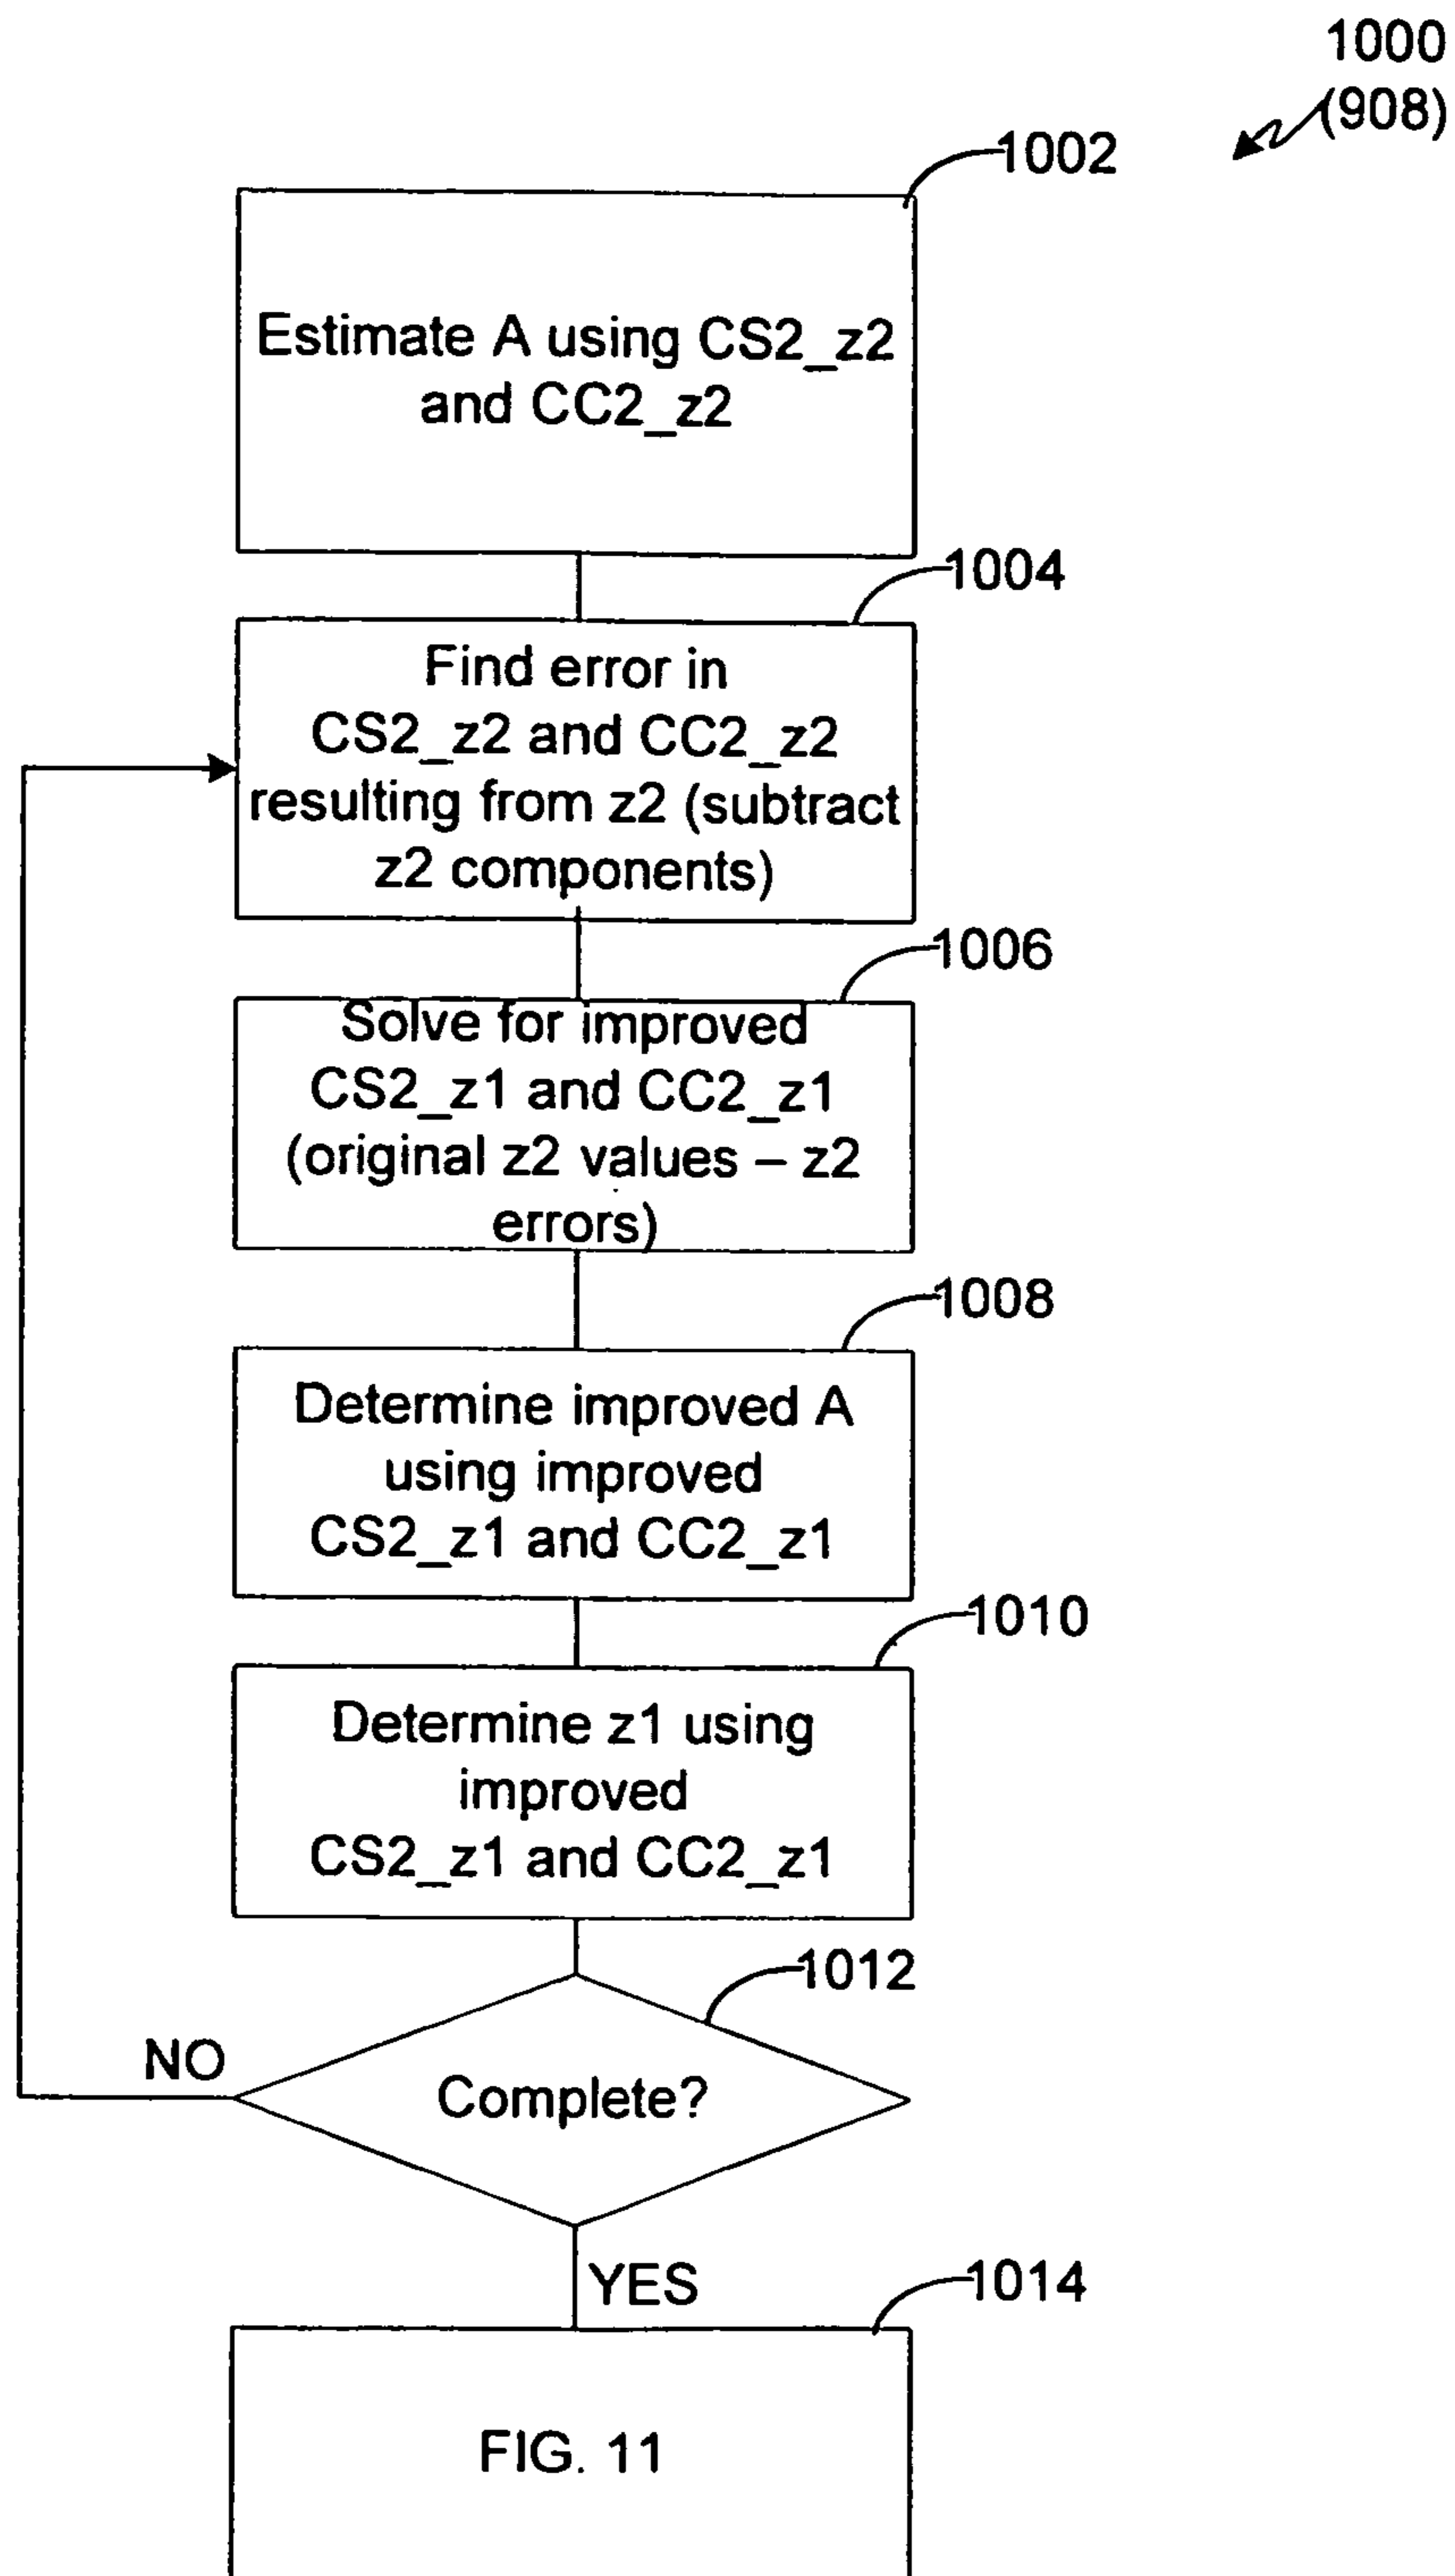 1000
(908)
1002
Estimate A using CS2_z2
and CC2_z2
1004
Find error in
CS2_z2 and CC2_z2
resulting from z2 (subtract
z2 components)
1006
Solve for improved
CS2_z1 and CC2_z1
(original z2 values – z2
errors)
1008
Determine improved A
using improved
CS2_z1 and CC2_z1
1010
Determine z1 using
improved
CS2_z1 and CC2_z1
1012
NO
Complete?
YES
1014
FIG. 11